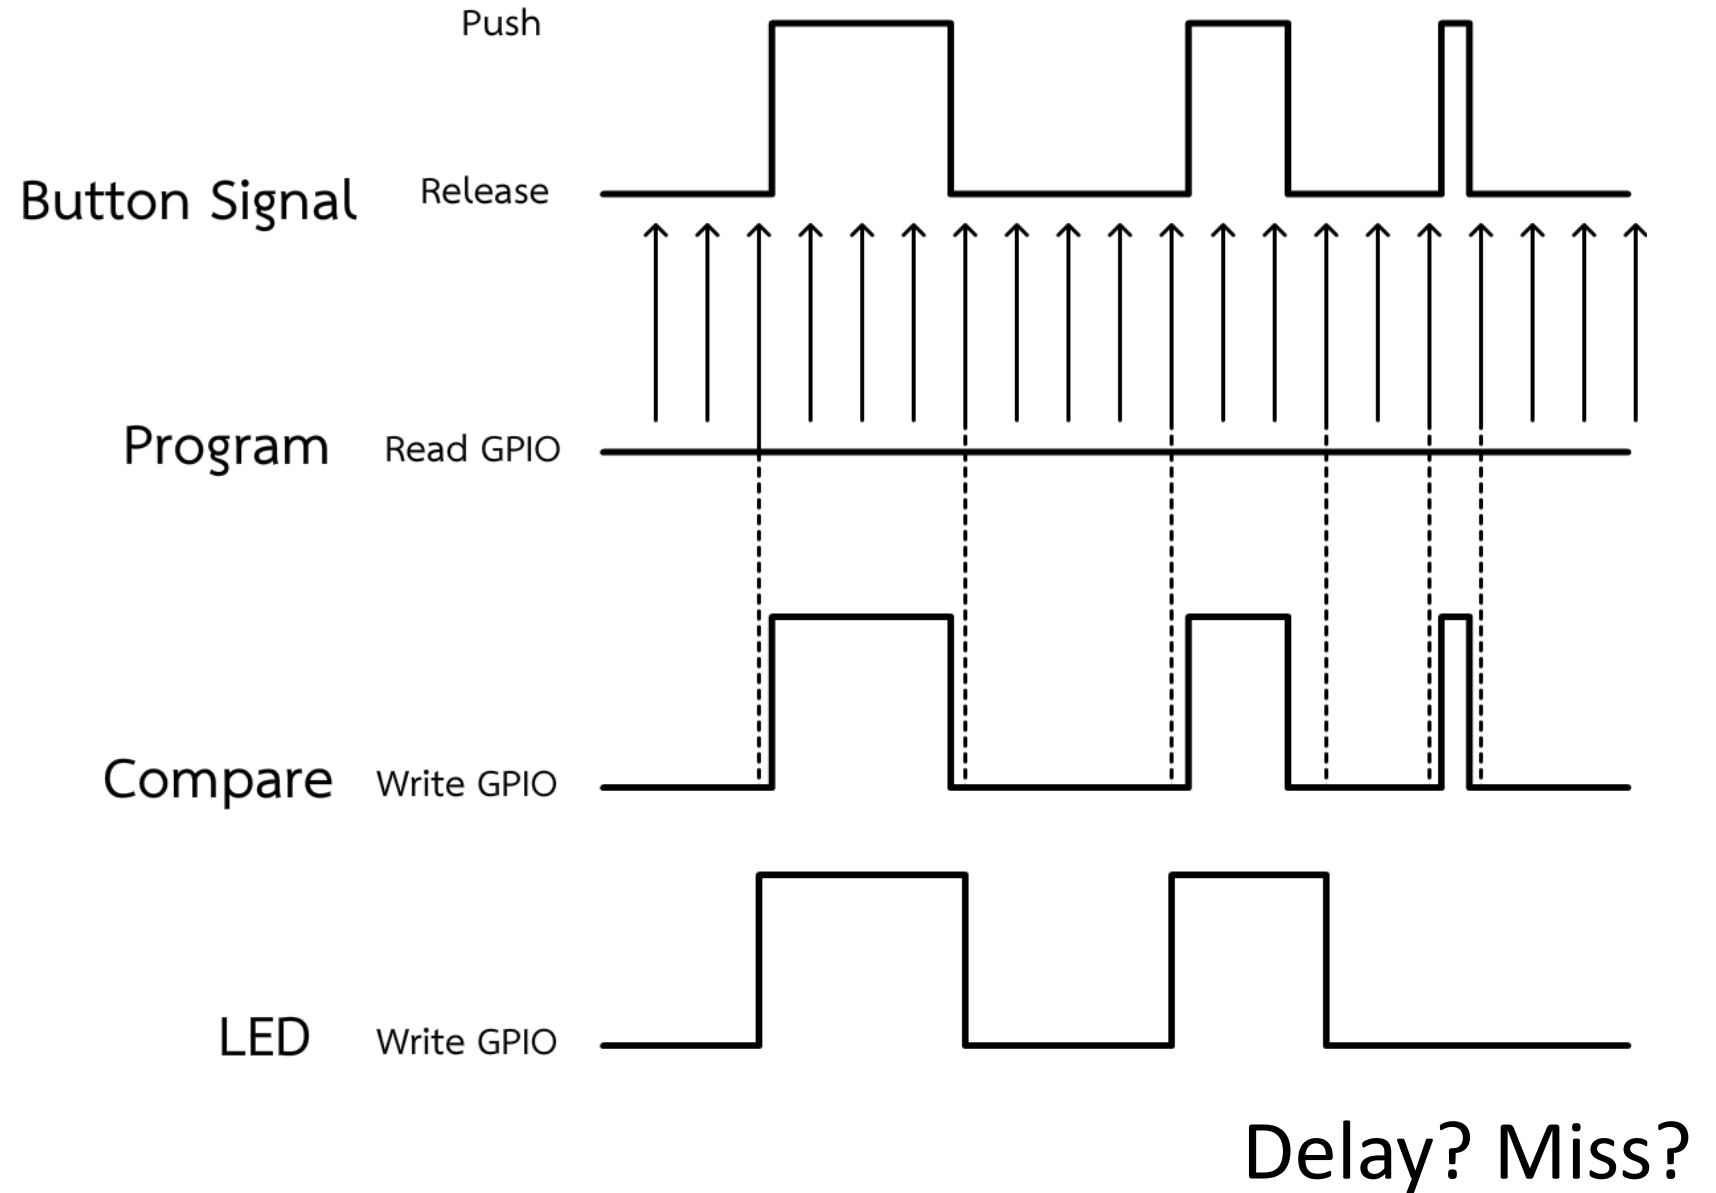 Push
Button Signal Release
Program Read GPIO
Compare Write GPIO
LED Write GPIO
Delay? Miss?